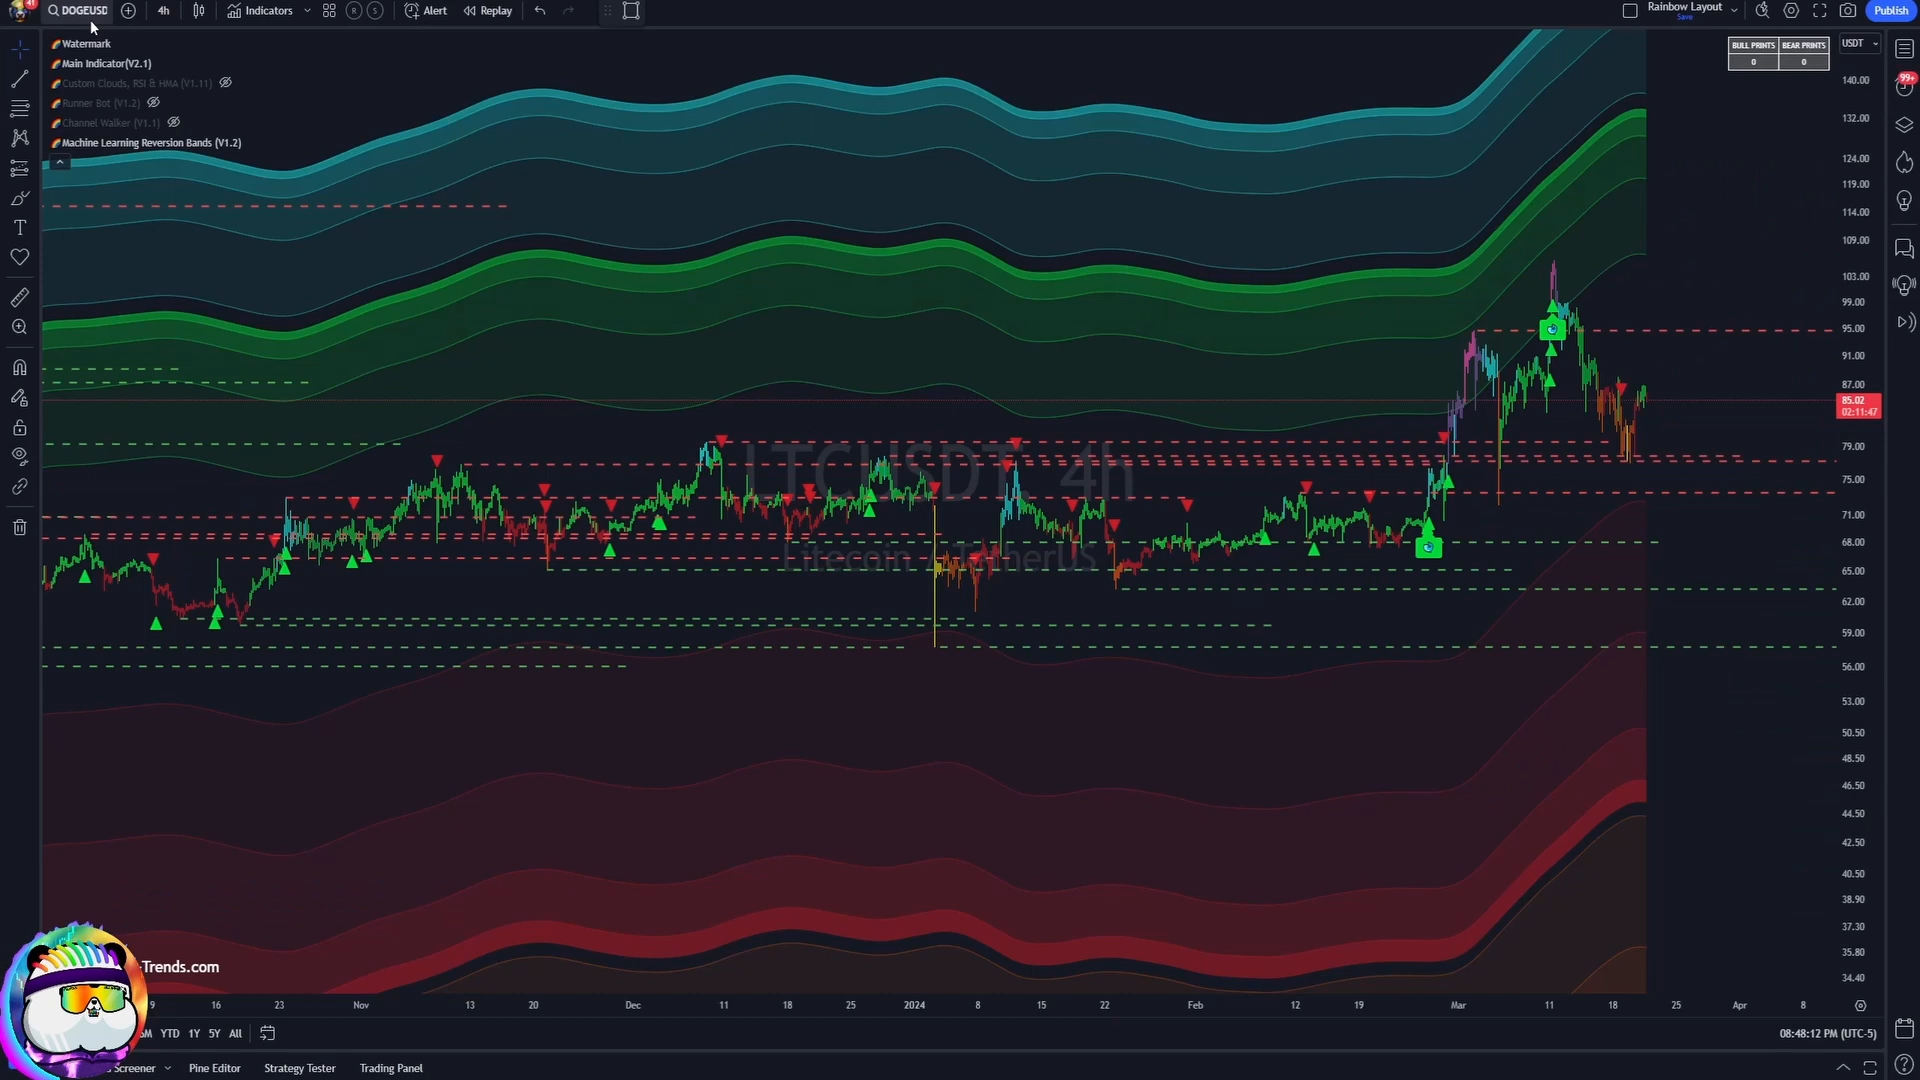 41
DOGEUSD
4h
Indicators
R
S
Alert
Replay
Rainbow Layout
Save
Publish
Watermark
Main Indicator(V2.1)
Custom Clouds, RSI & HMA (V1.11)
Runner Bot (V1.2)
Channel Walker (V1.1)
Machine Learning Reversion Bands (V1.2)
BULL PRINTS BEAR PRINTS
0 0
USDT
99+
140.00
132.00
124.00
119.00
114.00
109.00
103.00
99.00
95.00
91.00
87.00
85.02
02:11:47
79.00
75.00
71.00
68.00
65.00
62.00
59.00
56.00
53.00
50.50
48.50
46.50
44.50
42.50
40.50
38.90
37.30
35.80
34.40
LTCUSDT, 4h
Litecoin / TetherUS
-Trends.com
9 16 23 Nov 13 20 Dec 11 18 25 2024 8 15 22 Feb 12 19 Mar 11 18 25 Apr 8
YTD 1Y 5Y All
08:48:12 PM (UTC-5)
Screener Pine Editor Strategy Tester Trading Panel